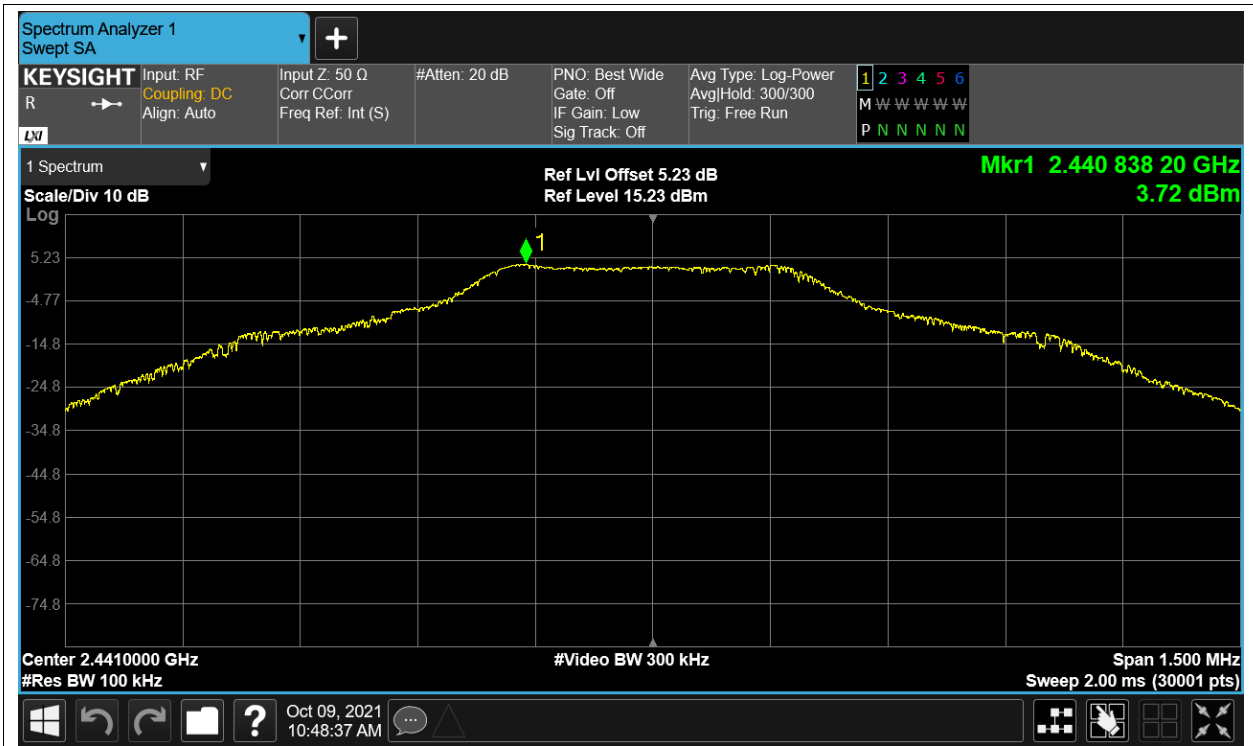 Spectrum Analyzer 1
Swept SA
KEYSIGHT
R
LXI
Input: RF
Coupling: DC
Align: Auto
Input Z: 50 Ω
Corr CCorr
Freq Ref: Int (S)
#Atten: 20 dB
PNO: Best Wide
Gate: Off
IF Gain: Low
Sig Track: Off
Avg Type: Log-Power
Avg|Hold: 300/300
Trig: Free Run
1 2 3 4 5 6
M W W W W W W
P N N N N N N
1 Spectrum
Scale/Div 10 dB
Ref Lvl Offset 5.23 dB
Ref Level 15.23 dBm
Mkr1 2.440 838 20 GHz
3.72 dBm
Log
1
5.23
-4.77
-14.8
-24.8
-34.8
-44.8
-54.8
-64.8
-74.8
Center 2.4410000 GHz
#Res BW 100 kHz
#Video BW 300 kHz
Span 1.500 MHz
Sweep 2.00 ms (30001 pts)
?
Oct 09, 2021
10:48:37 AM